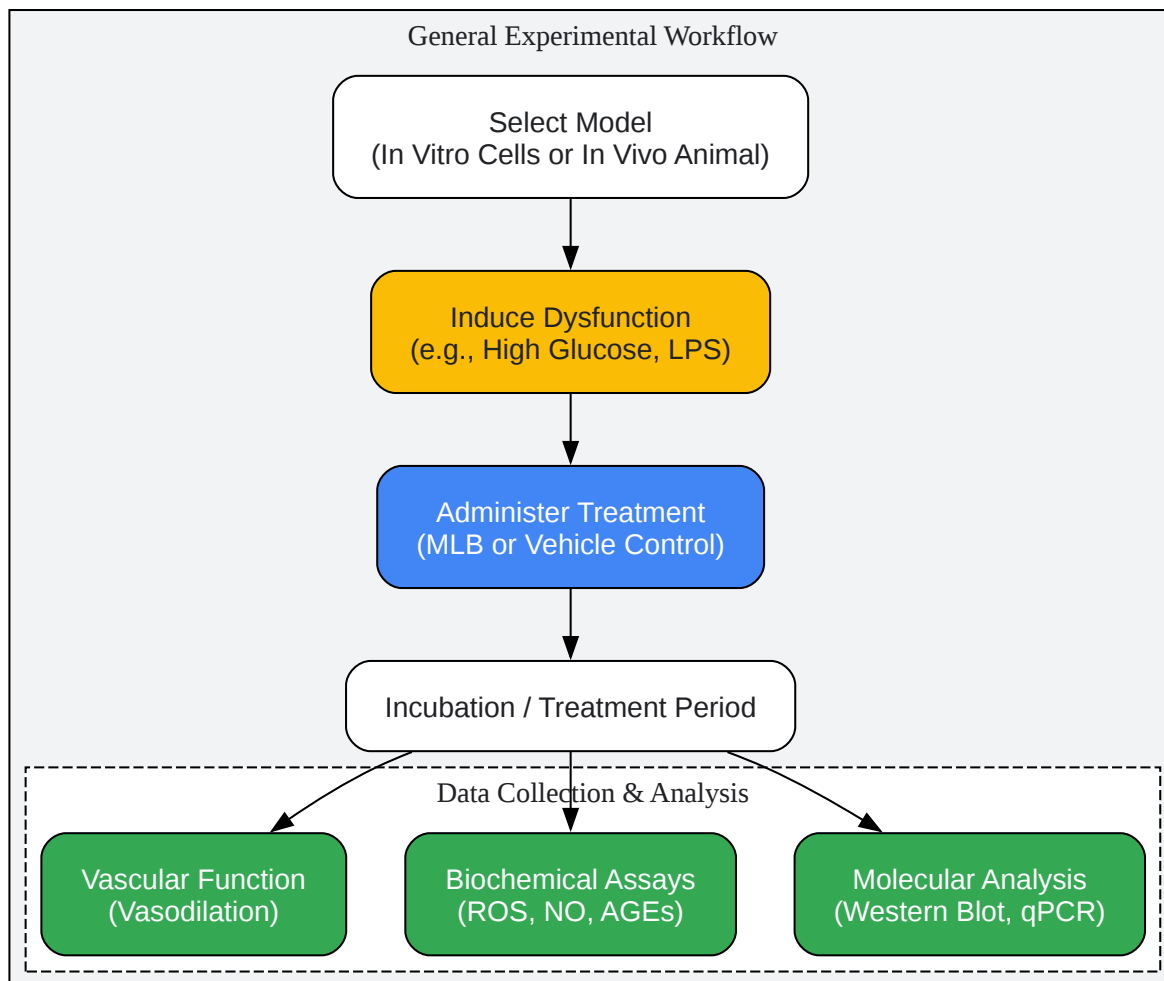 General Experimental Workflow
Select Model
(In Vitro Cells or In Vivo Animal)
Induce Dysfunction
(e.g., High Glucose, LPS)
Administer Treatment
(MLB or Vehicle Control)
Incubation / Treatment Period
Data Collection & Analysis
Vascular Function
(Vasodilation)
Biochemical Assays
(ROS, NO, AGEs)
Molecular Analysis
(Western Blot, qPCR)